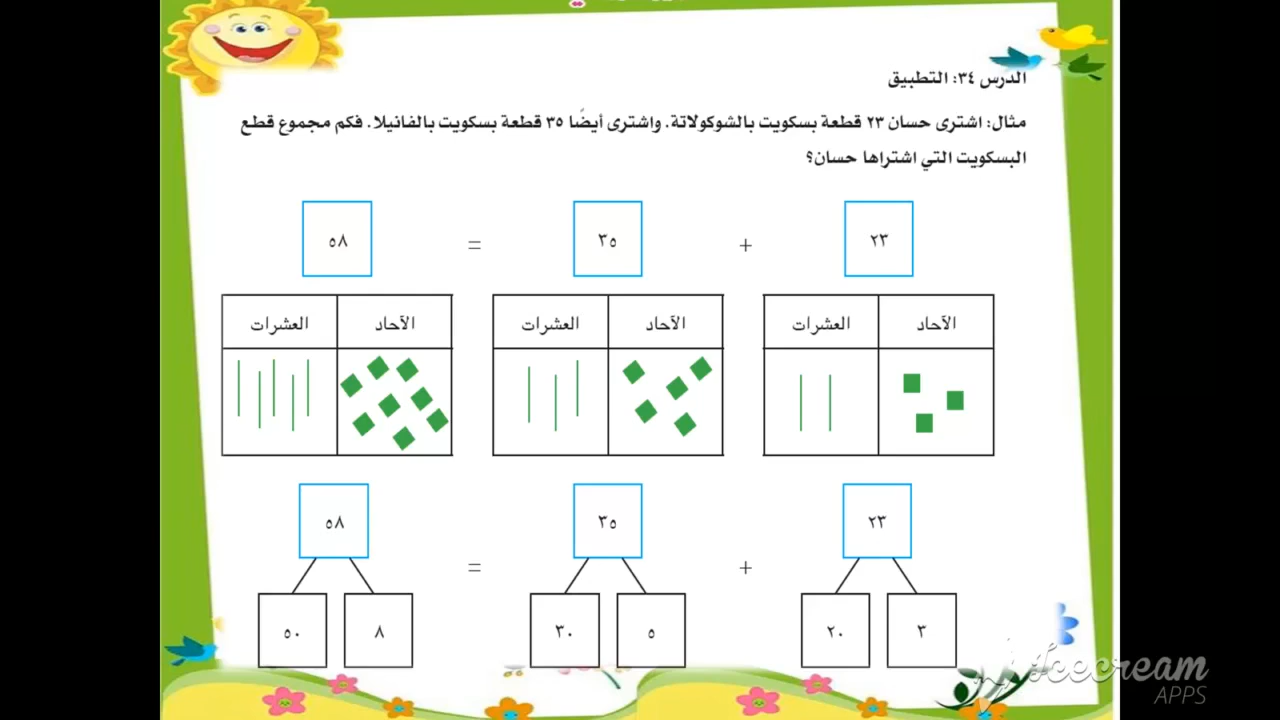 الدرس ٣٤: التطبيق
مثال: اشترى حسان ٢٣ قطعة بسكويت بالشوكولاتة. واشترى أيضًا ٣٥ قطعة بسكويت بالفانيلا. فكم مجموع قطع
البسكويت التي اشتراها حسان؟
٢٣ + ٣٥ = ٥٨
الآحاد العشرات الآحاد العشرات الآحاد العشرات
٢٣ + ٣٥ = ٥٨
٣ ٢٠ ٥ ٣٠ ٨ ٥٠
Icecream
APPS